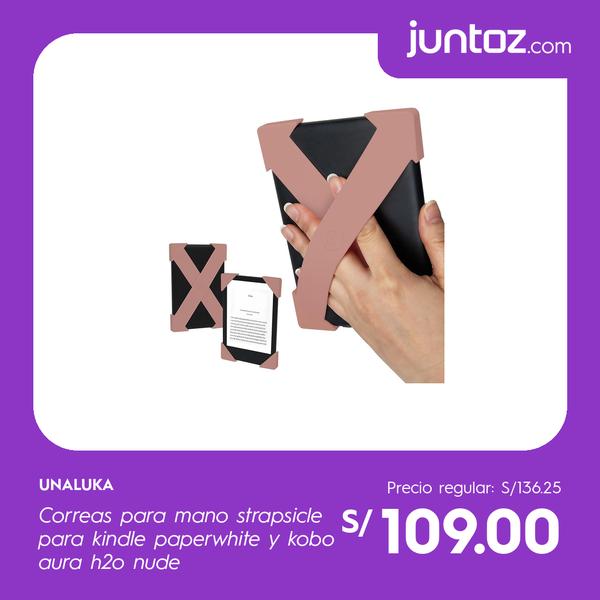 juntoz.com
UNALUKA
Correas para mano strapsicle
para kindle paperwhite y kobo
aura h2o nude
Precio regular: S/136.25
S/109.00